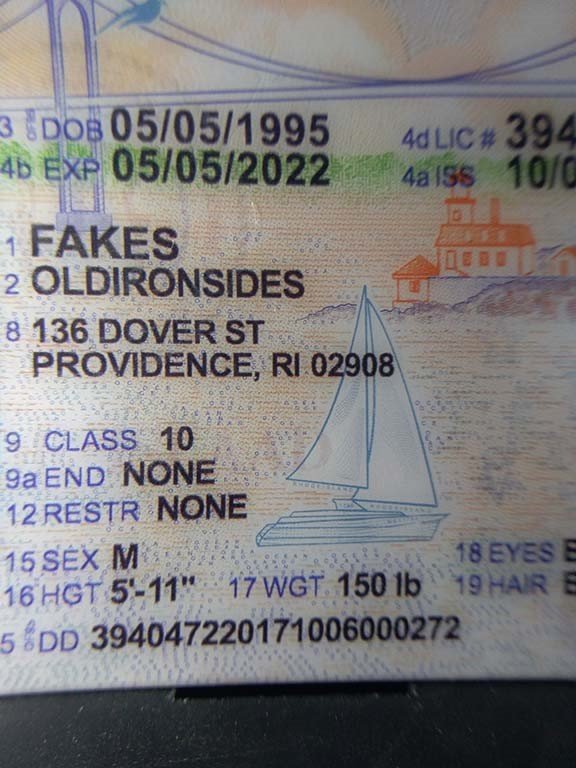 3 DOB 05/05/1995 4d LIC # 394
4b EXP 05/05/2022 4a ISS 10/0
1 FAKES
2 OLDIRONSIDES
8 136 DOVER ST
PROVIDENCE, RI 02908
9 CLASS 10
9a END NONE
12 RESTR NONE
15 SEX M 18 EYES
16 HGT 5'-11" 17 WGT 150 lb 19 HAIR
5 DD 3940472201710060002​72